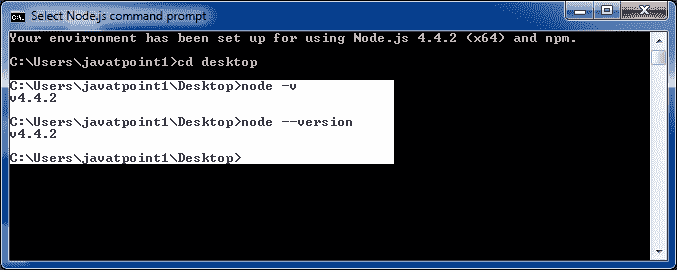 Select Node.js command prompt
C:\.
Your environment has been set up for using Node.js 4.4.2 (x64) and npm.
C:\Users\javatpoint1>cd desktop
C:\Users\javatpoint1\Desktop>node -v
v4.4.2
C:\Users\javatpoint1\Desktop>node --version
v4.4.2
C:\Users\javatpoint1\Desktop>